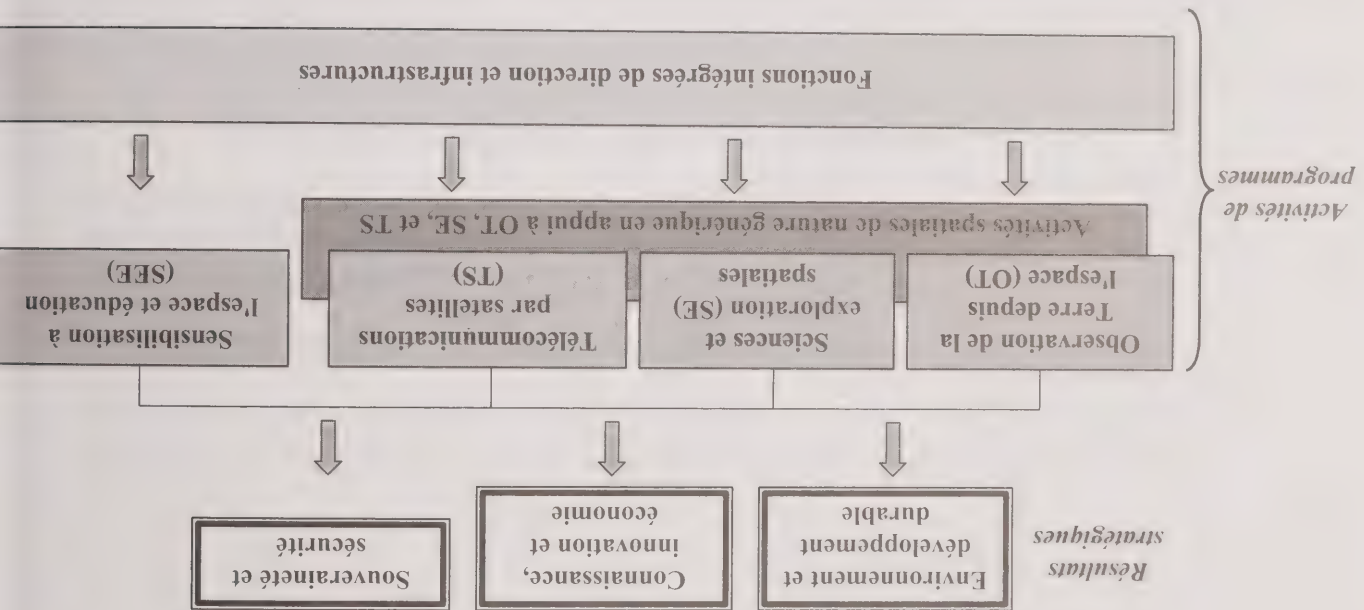 Résultats
stratégiques
Environnement et
développement
durable
Connaissance,
innovation et
économie
Souveraineté et
sécurité
Activités de
programmes
Observation de la
Terre depuis
l'espace (OT)
Sciences et
exploration (SE)
spatiales
Télécommunications
par satellites
(TS)
Sensibilisation à
l'espace et éducation
(SEE)
Activités spatiales de nature générique en appui à OT, SE, et TS
Fonctions intégrées de direction et infrastructures